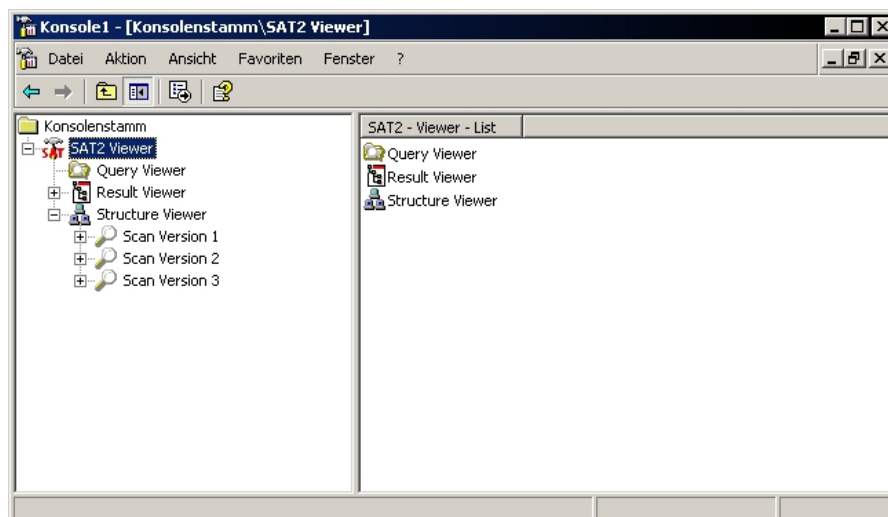 Konsole1 - [Konsolenstamm\SAT2 Viewer]
Datei Aktion Ansicht Favoriten Fenster ?
Konsolenstamm
SAT SAT2 Viewer
Query Viewer
Result Viewer
Structure Viewer
Scan Version 1
Scan Version 2
Scan Version 3
SAT2 - Viewer - List
Query Viewer
Result Viewer
Structure Viewer